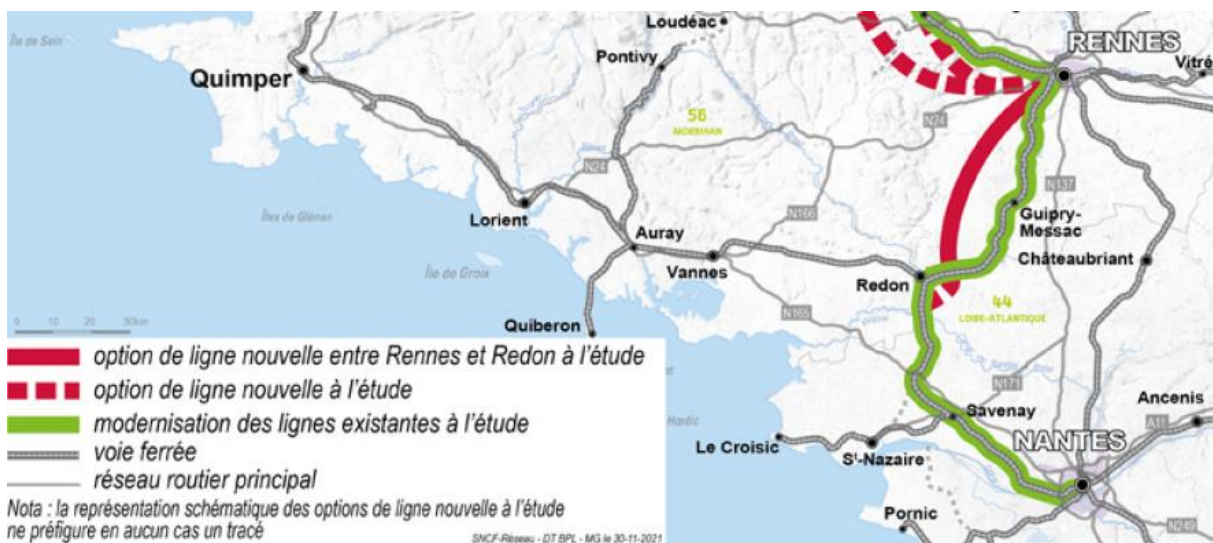 Île de Sein
Loudéac
RENNES
Pontivy
Vitré
Quimper
56
MORBIHAN
N24
N24
N137
Îles de Glénan
Lorient
N166
Guipry-
Messac
Auray
Châteaubriant
Île de Groix
Vannes
Redon
44
LOIRE-ATLANTIQUE
0 10 20 30km
N165
Quiberon
option de ligne nouvelle entre Rennes et Redon à l'étude
option de ligne nouvelle à l'étude
N171
Ancenis
modernisation des lignes existantes à l'étude
Hœdic
Savenay
A11
voie ferrée
Le Croisic
St-Nazaire
NANTES
réseau routier principal
Nota : la représentation schématique des options de ligne nouvelle à l'étude
ne préfigure en aucun cas un tracé
Pornic
N249
SNCF-Réseau - DT BPL - MG le 30-11-2021